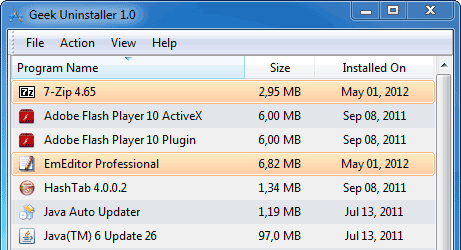 Geek Uninstaller 1.0
File Action View Help
Program Name Size Installed On
7-Zip 4.65 2,95 MB May 01, 2012
Adobe Flash Player 10 ActiveX 6,00 MB Sep 08, 2011
Adobe Flash Player 10 Plugin 6,00 MB Sep 08, 2011
EmEditor Professional 6,82 MB May 01, 2012
HashTab 4.0.0.2 1,34 MB Sep 08, 2011
Java Auto Updater 1,19 MB Jul 13, 2011
Java(TM) 6 Update 26 97,0 MB Jul 13, 2011